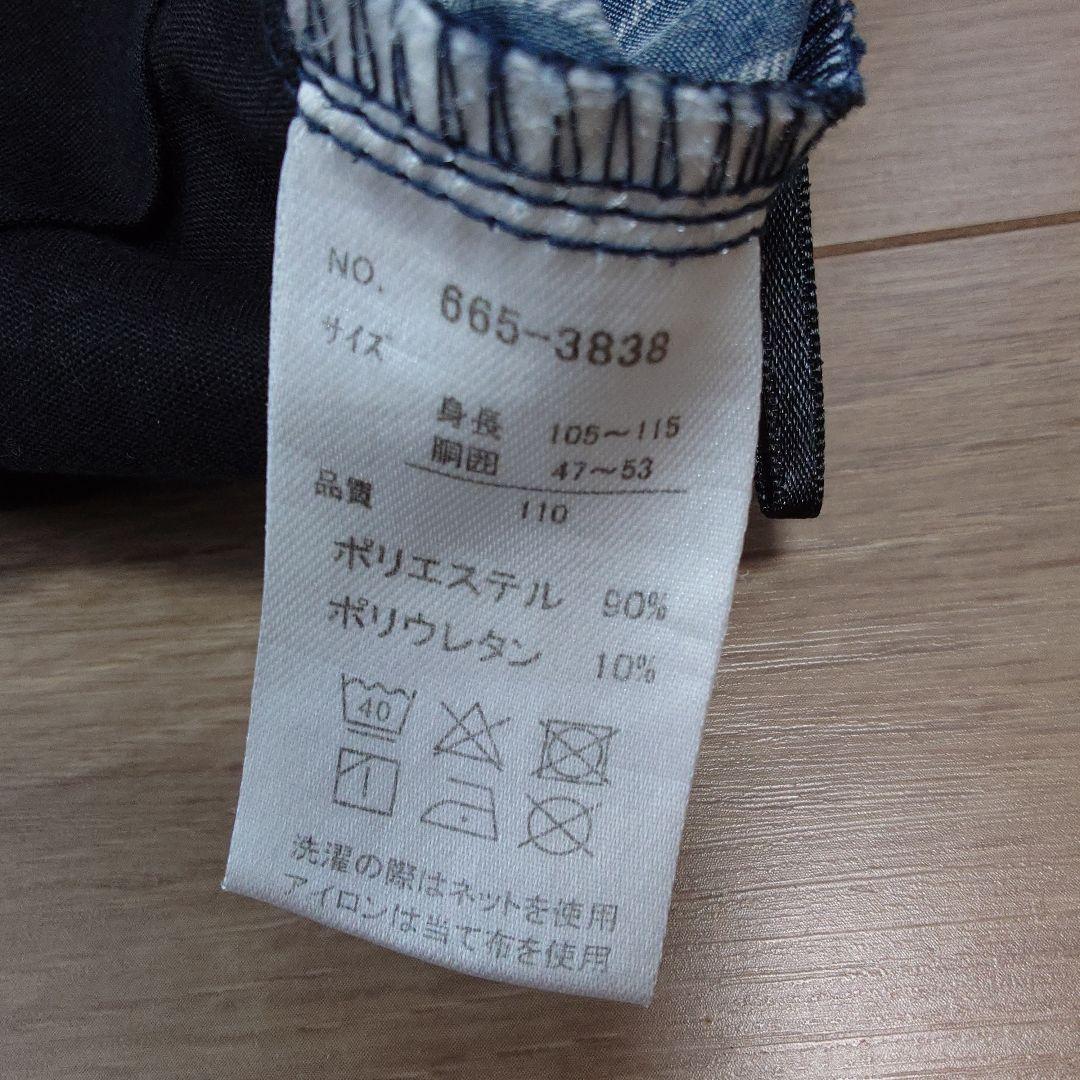 NO. 665-3838
サイズ
身長 105~115
胴囲 47~53
110
品質
ポリエステル 90%
ポリウレタン 10%
40
洗濯の際はネットを使用
アイロンは当て布を使用